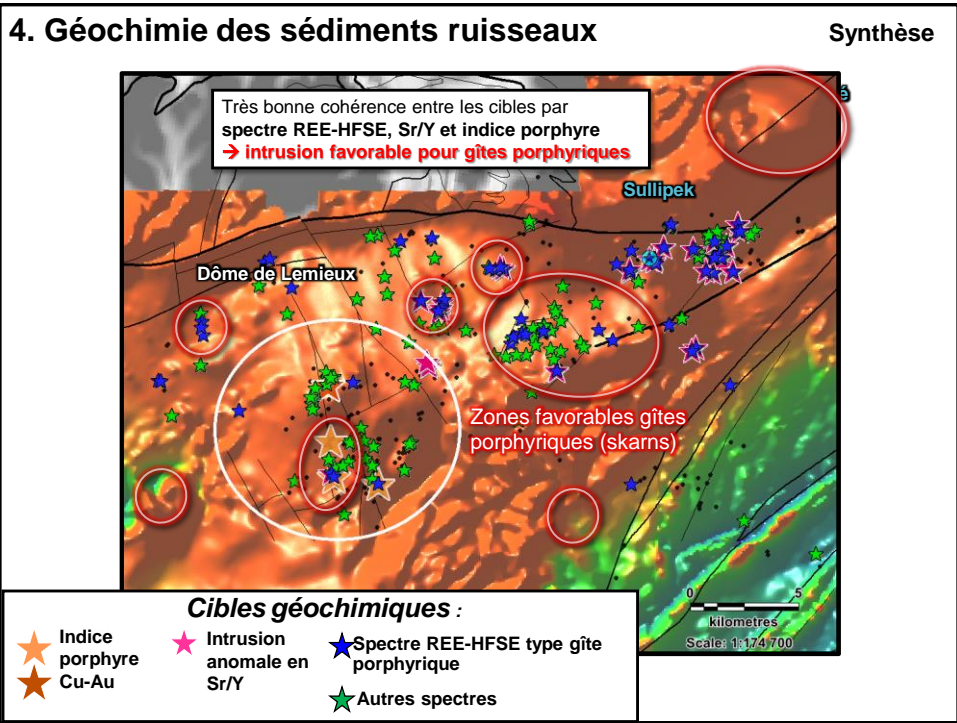 4. Géochimie des sédiments ruisseaux
Synthèse
Très bonne cohérence entre les cibles par
spectre REE-HFSE, Sr/Y et indice porphyre
→ intrusion favorable pour gîtes porphyriques
é
Sullipek
Dôme de Lemieux
Zones favorables gîtes
porphyriques (skarns)
0 5
kilometres
Scale: 1:174 700
Cibles géochimiques :
Indice
porphyre
Cu-Au
Intrusion
anomale en
Sr/Y
Spectre REE-HFSE type gîte
porphyrique
Autres spectres